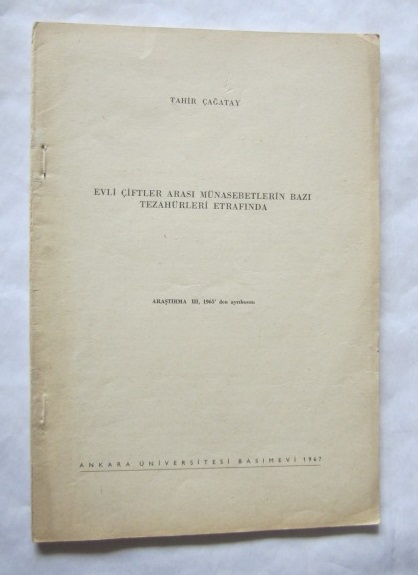 TAHİR ÇAĞATAY
EVLİ ÇİFTLER ARASI MÜNASEBETLERİN BAZI
TEZAHÜRLERİ ETRAFINDA
ARAŞTIRMA III, 1965' den ayrıbasım
ANKARA ÜNİVERSİTESİ BASIMEVİ 1967